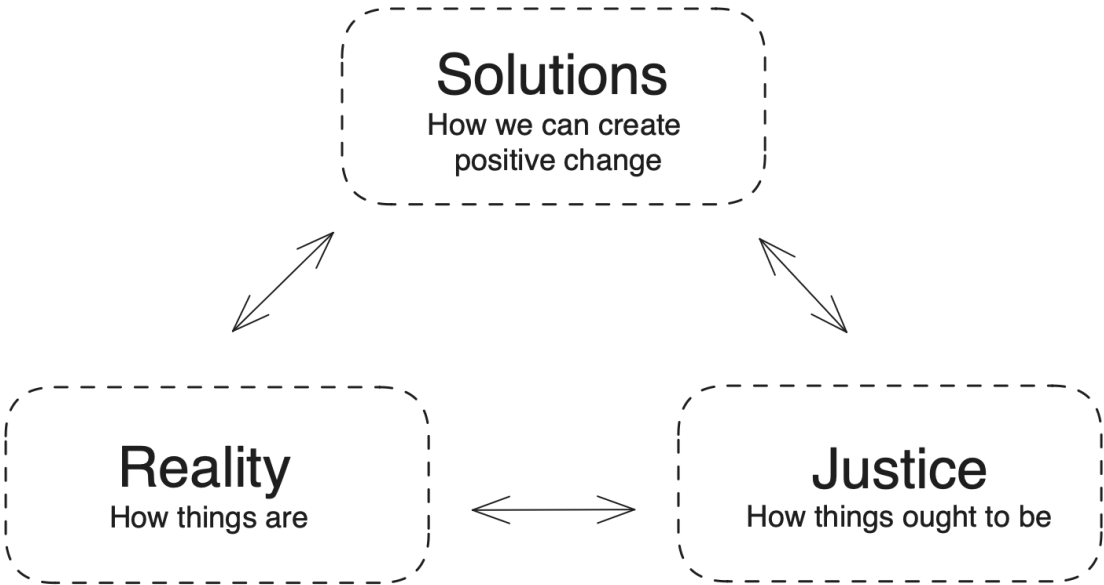 Solutions
How we can create
positive change
Reality
How things are
Justice
How things ought to be